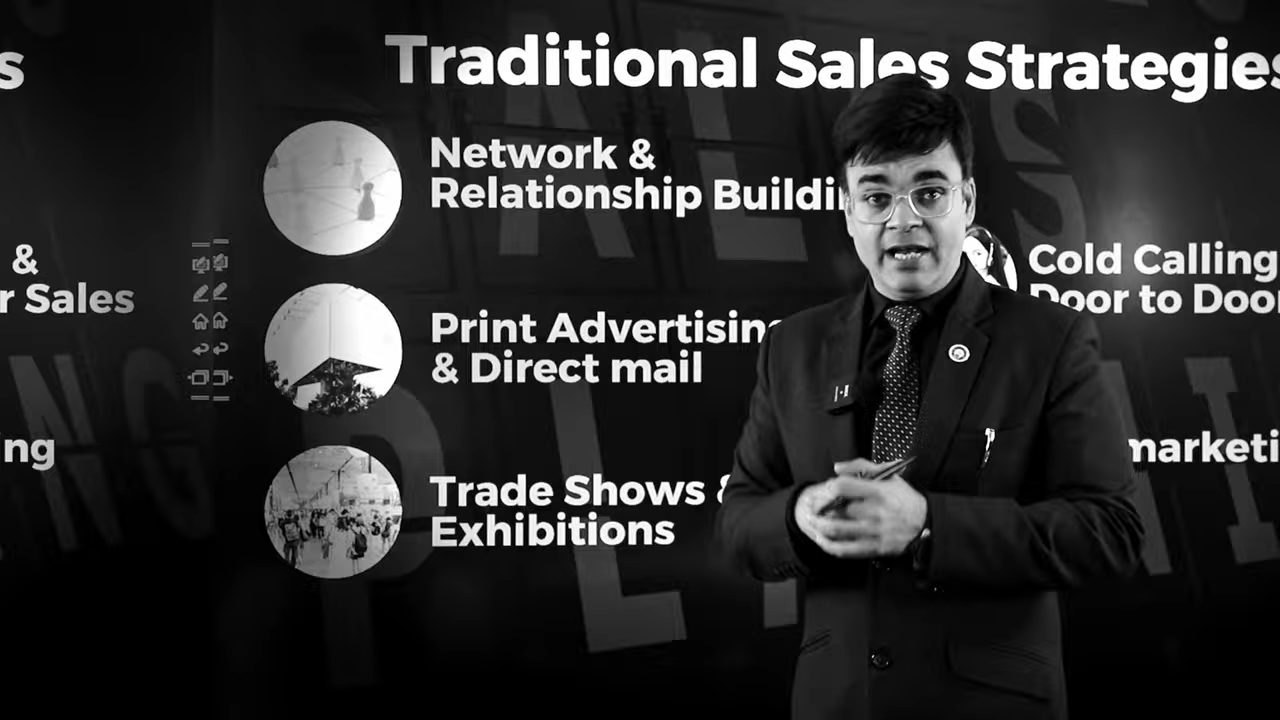 s
Traditional Sales Strategies
Network &
Relationship Buildi
&
r Sales
Cold Calling
Door to Door
Print Advertising
& Direct mail
ing
marketi
Trade Shows &
Exhibitions